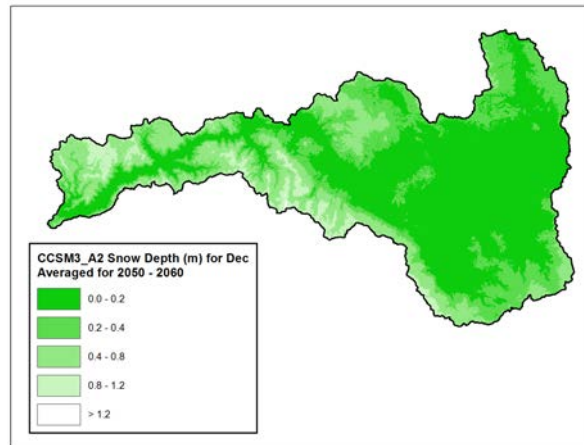 CCSM3_A2 Snow Depth (m) for Dec
Averaged for 2050 - 2060
0.0 - 0.2
0.2 - 0.4
0.4 - 0.8
0.8 - 1.2
> 1.2